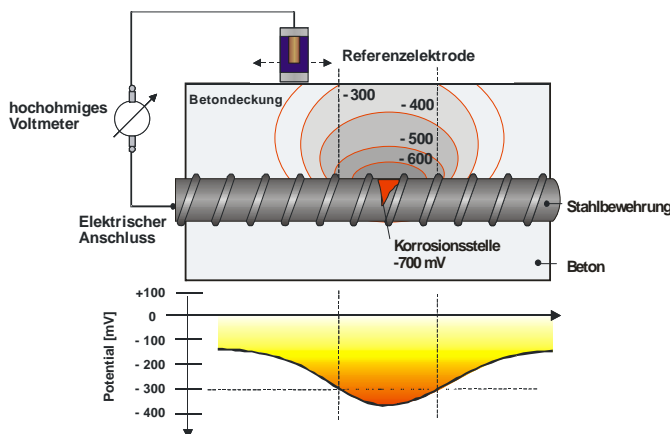 Referenzelektrode
hochohmiges
Voltmeter
Betondeckung
- 300
- 400
- 500
- 600
Elektrischer
Anschluss
Stahlbewehrung
Korrosionsstelle
-700 mV
Beton
Potential [mV]
+100
0
- 100
- 200
- 300
- 400